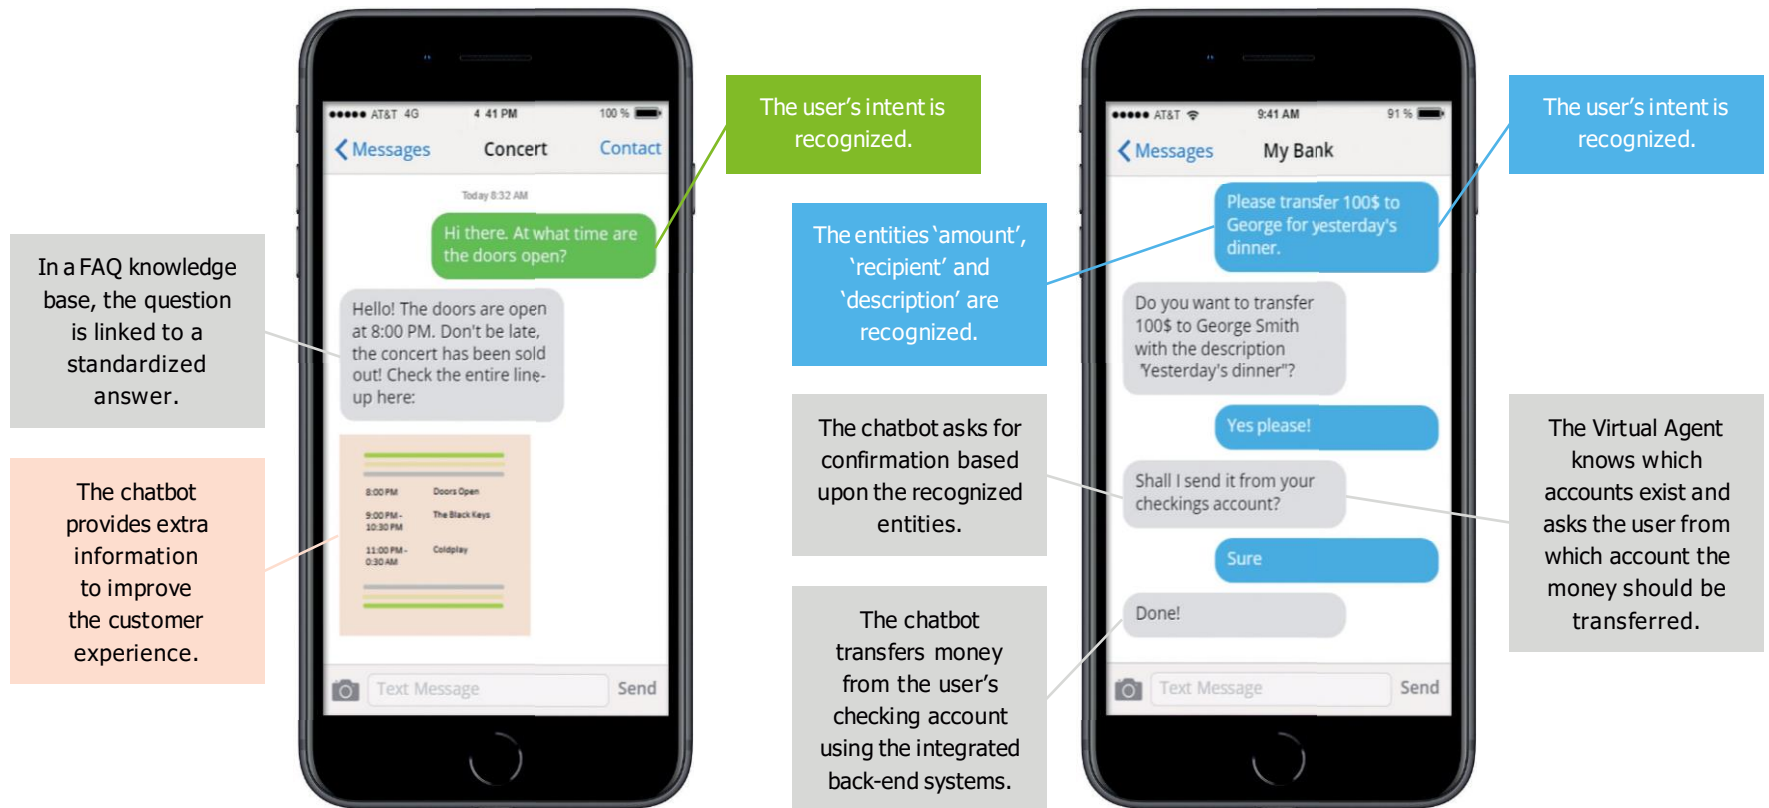 In a FAQ knowledge
base, the question
is linked to a
standardized
answer.
The chatbot
provides extra
information
to improve
the customer
experience.
AT&T 4G 4 41 PM 100 %
Messages Concert Contact
Today 8:32 AM
Hi there. At what time are
the doors open?
Hello! The doors are open
at 8:00 PM. Don't be late,
the concert has been sold
out! Check the entire line-
up here:
8:00 PM Doors Open
9:00 PM - The Black Keys
10:30 PM
11:00 PM - Coldplay
0:30 AM
Text Message Send
The user’s intent is
recognized.
The entities ‘amount’,
‘recipient’ and
‘description’ are
recognized.
The chatbot asks for
confirmation based
upon the recognized
entities.
The chatbot
transfers money
from the user’s
checking account
using the integrated
back-end systems.
AT&T 9:41 AM 91 %
Messages My Bank
Please transfer 100$ to
George for yesterday's
dinner.
Do you want to transfer
100$ to George Smith
with the description
"Yesterday's dinner"?
Yes please!
Shall I send it from your
checkings account?
Sure
Done!
Text Message Send
The user’s intent is
recognized.
The Virtual Agent
knows which
accounts exist and
asks the user from
which account the
money should be
transferred.